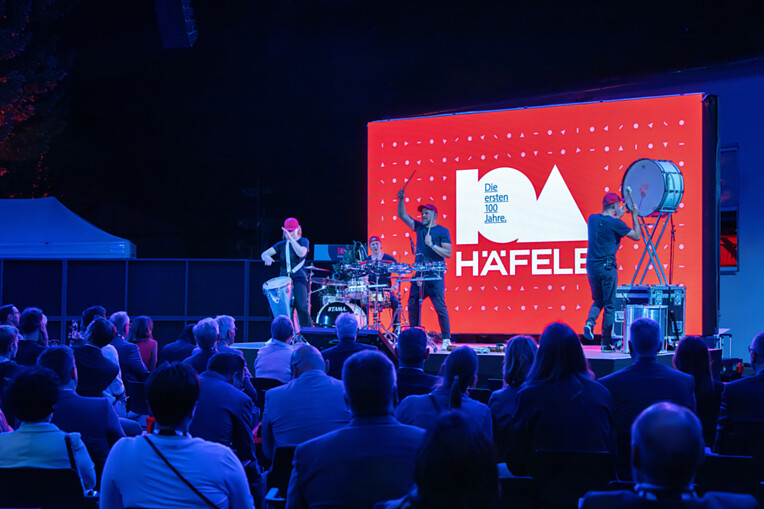 Die
ersten
100
Jahre.
HÄFELE
TAMA